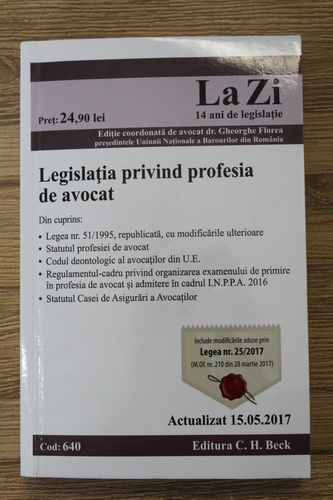 La Zi
Preț: 24,90 lei
14 ani de legislație
Ediție coordonată de avocat dr. Gheorghe Florea
președintele Uniunii Naționale a Barourilor din România
Legislația privind profesia
de avocat
Din cuprins:
• Legea nr. 51/1995, republicată, cu modificările ulterioare
• Statutul profesiei de avocat
• Codul deontologic al avocaților din U.E.
• Regulamentul-cadru privind organizarea examenului de primire
în profesia de avocat și admitere în cadrul I.N.P.P.A. 2016
• Statutul Casei de Asigurări a Avocaților
include modificările aduse prin
Legea nr. 25/2017
(M.Of. nr. 210 din 28 martie 2017)
Actualizat 15.05.2017
Cod: 640
Editura C. H. Beck